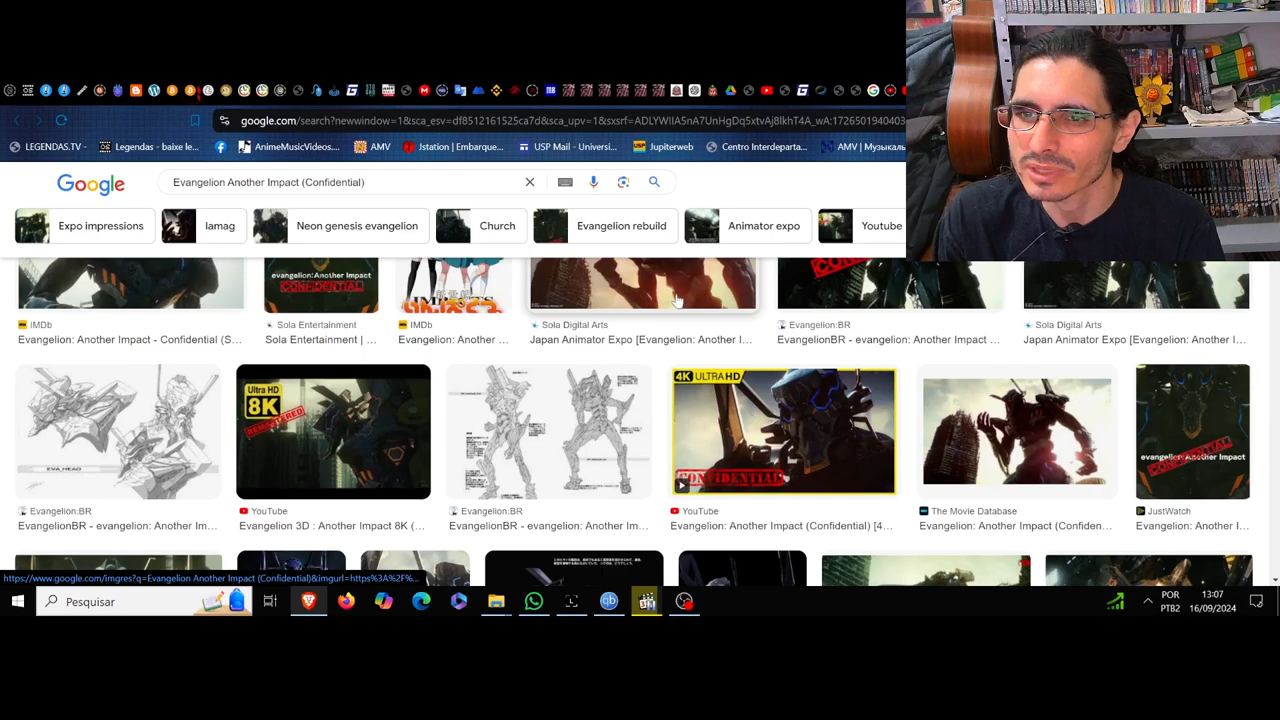 google.com/search?newwindow=1&sca_esv=df8512161525ca7d&sca_upv=1&sxsrf=ADLYWIIA5nA7UnHgDq5xtvAj8lkhT4A_wA:1726501940403
LEGENDAS.TV
Legendas - baixe le...
AnimeMusicVideos...
AMV
Jstation | Embarque...
USP Mail - Universi...
Jupiterweb
Centro Interdeparta...
AMV | Музыкаль
Google
Evangelion Another Impact (Confidential)
Expo impressions
Iamag
Neon genesis evangelion
Church
Evangelion rebuild
Animator expo
Youtube
evangelion:Another Impact
CONFIDENTIAL
IMDb
Evangelion: Another Impact - Confidential (S...
Sola Entertainment
Sola Entertainment | ...
IMDb
Evangelion: Another ...
Sola Digital Arts
Japan Animator Expo [Evangelion: Another I...
Evangelion:BR
EvangelionBR - evangelion: Another Impact ...
Sola Digital Arts
Japan Animator Expo [Evangelion: Another I...
EVA_HEAD
Ultra HD
8K
REMASTERED
4K ULTRA HD
CONFIDENTIAL
CONFIDENTIAL
evangelion:Another Impact
Evangelion:BR
EvangelionBR - evangelion: Another Im...
YouTube
Evangelion 3D : Another Impact 8K (...
Evangelion:BR
EvangelionBR - evangelion: Another Im...
YouTube
Evangelion: Another Impact (Confidential) [4...
The Movie Database
Evangelion: Another Impact (Confiden...
JustWatch
Evangelion: Another I...
https://www.google.com/imgres?q=Evangelion Another Impact (Confidential)&imgurl=https%3A%2F%...
Pesquisar
POR
PTB2
13:07
16/09/2024